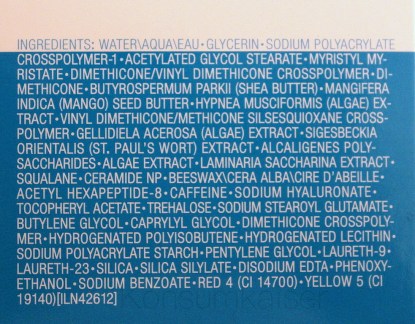 INGREDIENTS: WATER\AQUA\EAU • GLYCERIN • SODIUM POLYACRYLATE
CROSSPOLYMER-1 • ACETYLATED GLYCOL STEARATE • MYRISTYL MY-
RISTATE • DIMETHICONE/VINYL DIMETHICONE CROSSPOLYMER • DI-
METHICONE • BUTYROSPERMUM PARKII (SHEA BUTTER) • MANGIFERA
INDICA (MANGO) SEED BUTTER • HYPNEA MUSCIFORMIS (ALGAE) EX-
TRACT • VINYL DIMETHICONE/METHICONE SILSESQUIOXANE CROSS-
POLYMER • GELLIDIELA ACEROSA (ALGAE) EXTRACT • SIGESBECKIA
ORIENTALIS (ST. PAUL'S WORT) EXTRACT • ALCALIGENES POLY-
SACCHARIDES • ALGAE EXTRACT • LAMINARIA SACCHARINA EXTRACT •
SQUALANE • CERAMIDE NP • BEESWAX\CERA ALBA\CIRE D'ABEILLE •
ACETYL HEXAPEPTIDE-8 • CAFFEINE • SODIUM HYALURONATE •
TOCOPHERYL ACETATE • TREHALOSE • SODIUM STEAROYL GLUTAMATE •
BUTYLENE GLYCOL • CAPRYLYL GLYCOL • DIMETHICONE CROSSPOLY-
MER • HYDROGENATED POLYISOBUTENE • HYDROGENATED LECITHIN •
SODIUM POLYACRYLATE STARCH • PENTYLENE GLYCOL • LAURETH-9 •
LAURETH-23 • SILICA • SILICA SILYLATE • DISODIUM EDTA • PHENOXY-
ETHANOL • SODIUM BENZOATE • RED 4 (CI 14700) • YELLOW 5 (CI
19140)[ILN42612]